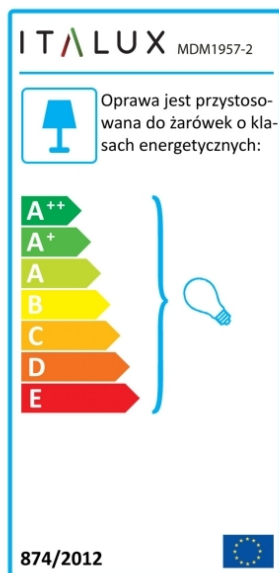 ITALUX MDM1957-2
Oprawa jest przystoso-
wana do żarówek o kla-
sach energetycznych:
A++
A+
A
B
C
D
E
874/2012